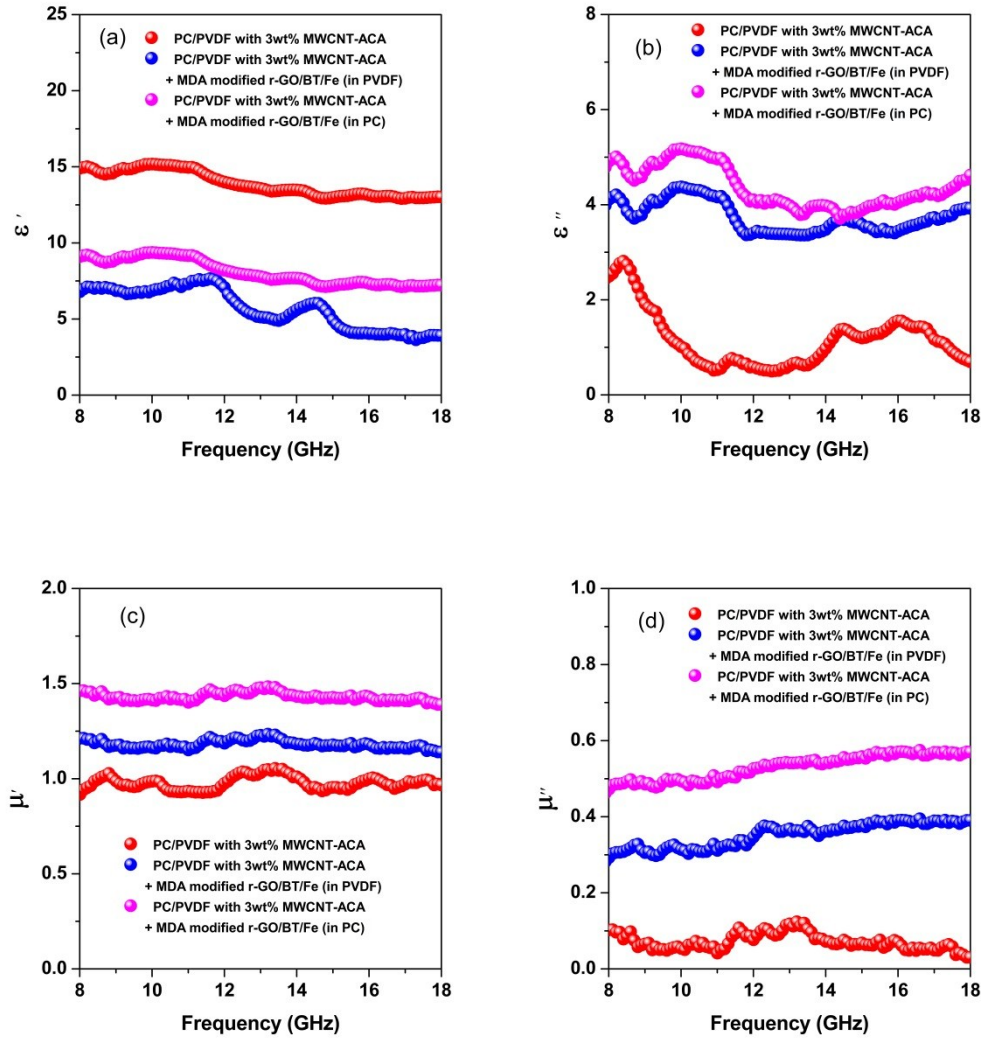 (a)
PC/PVDF with 3wt% MWCNT-ACA
PC/PVDF with 3wt% MWCNT-ACA
+ MDA modified r-GO/BT/Fe (in PVDF)
PC/PVDF with 3wt% MWCNT-ACA
+ MDA modified r-GO/BT/Fe (in PC)
25
20
15
10
5
0
ε′
8 10 12 14 16 18
Frequency (GHz)
(b)
PC/PVDF with 3wt% MWCNT-ACA
PC/PVDF with 3wt% MWCNT-ACA
+ MDA modified r-GO/BT/Fe (in PVDF)
PC/PVDF with 3wt% MWCNT-ACA
+ MDA modified r-GO/BT/Fe (in PC)
8
6
4
2
0
ε″
8 10 12 14 16 18
Frequency (GHz)
(c)
2.0
1.5
1.0
0.5
0.0
μ′
PC/PVDF with 3wt% MWCNT-ACA
PC/PVDF with 3wt% MWCNT-ACA
+ MDA modified r-GO/BT/Fe (in PVDF)
PC/PVDF with 3wt% MWCNT-ACA
+ MDA modified r-GO/BT/Fe (in PC)
8 10 12 14 16 18
Frequency (GHz)
(d)
PC/PVDF with 3wt% MWCNT-ACA
PC/PVDF with 3wt% MWCNT-ACA
+ MDA modified r-GO/BT/Fe (in PVDF)
PC/PVDF with 3wt% MWCNT-ACA
+ MDA modified r-GO/BT/Fe (in PC)
1.0
0.8
0.6
0.4
0.2
0.0
μ″
8 10 12 14 16 18
Frequency (GHz)